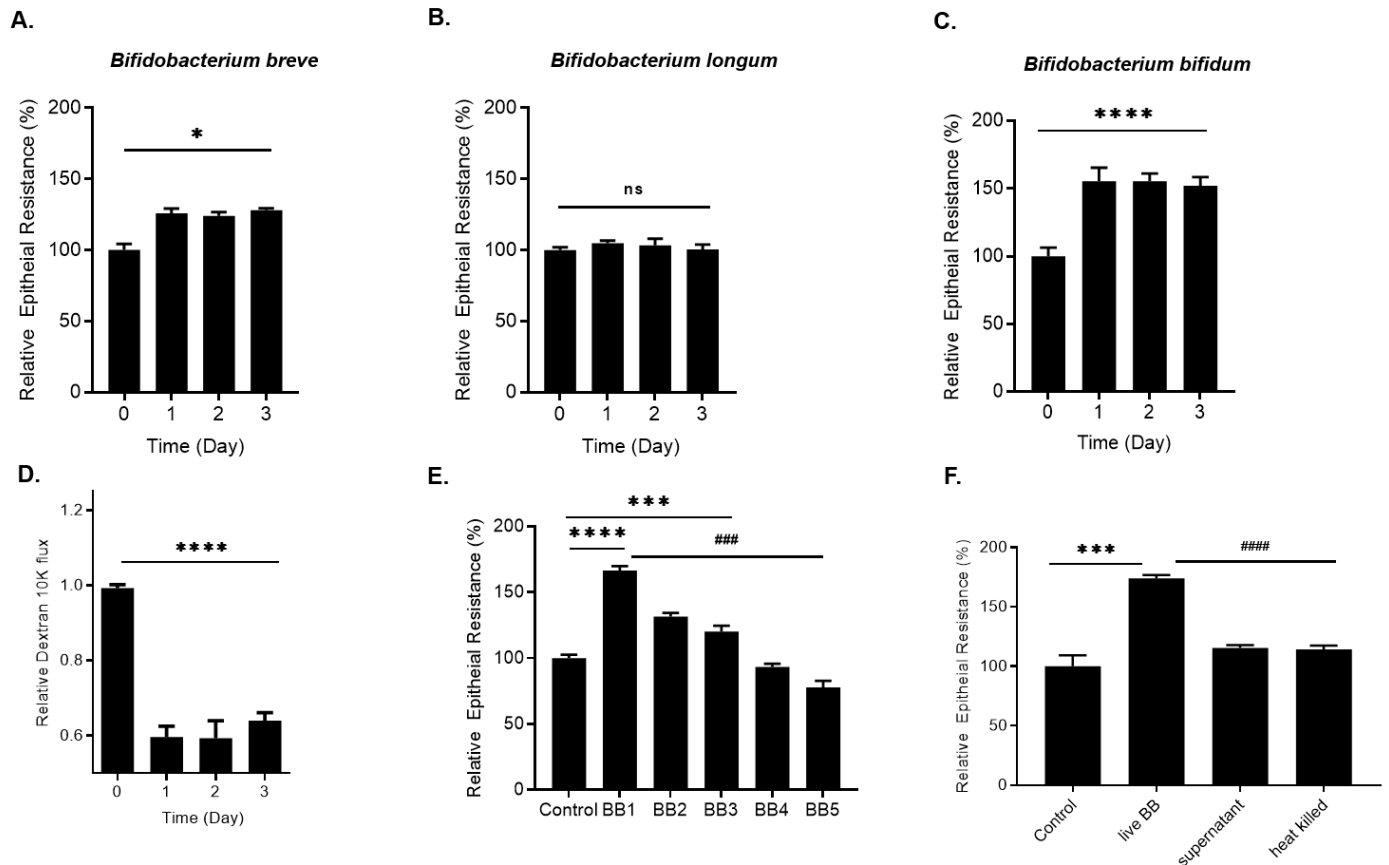 A.
Bifidobacterium breve
Relative Epitheial Resistance (%)
200
150
100
50
0
*
0 1 2 3
Time (Day)
B.
Bifidobacterium longum
Relative Epitheial Resistance (%)
200
150
100
50
0
ns
0 1 2 3
Time (Day)
C.
Bifidobacterium bifidum
Relative Epitheial Resistance (%)
200
150
100
50
0
****
0 1 2 3
Time (Day)
D.
Relative Dextran 10K flux
1.2
1.0
0.8
0.6
****
0 1 2 3
Time (Day)
E.
Relative Epitheial Resistance (%)
200
150
100
50
0
***
****
###
Control BB1 BB2 BB3 BB4 BB5
F.
Relative Epitheial Resistance (%)
200
150
100
50
0
***
####
Control
live BB
supernatant
heat killed